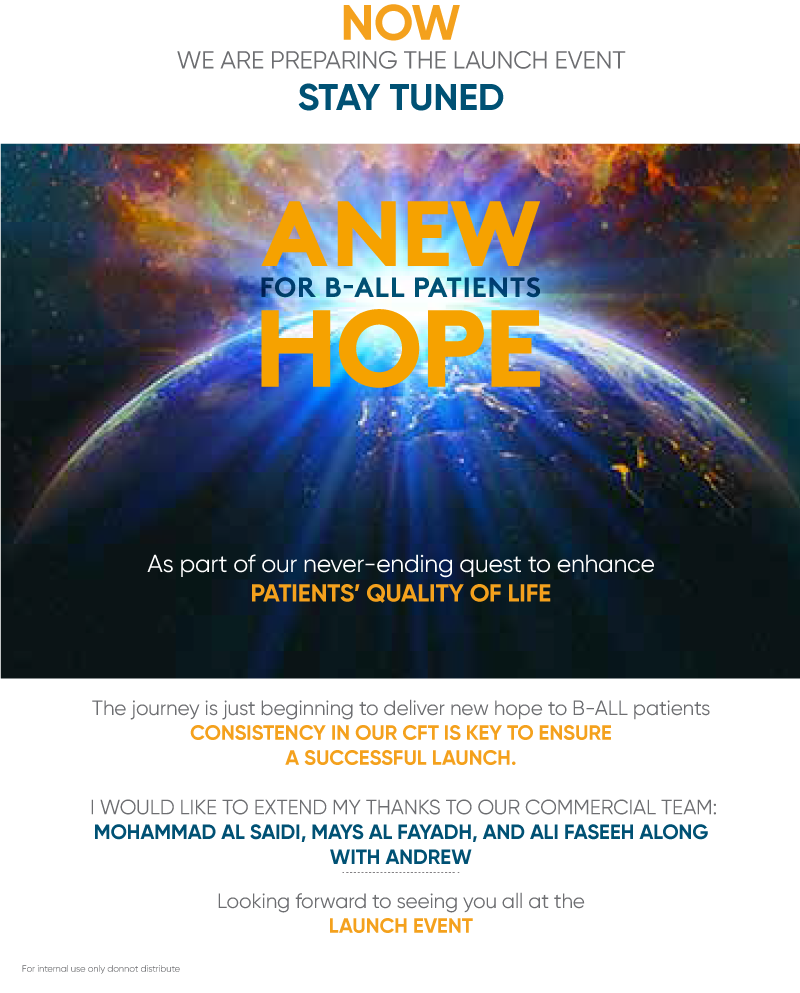 NOW
WE ARE PREPARING THE LAUNCH EVENT
STAY TUNED
ANEW
FOR B-ALL PATIENTS
HOPE
As part of our never-ending quest to enhance
PATIENTS' QUALITY OF LIFE
The journey is just beginning to deliver new hope to B-ALL patients
CONSISTENCY IN OUR CFT IS KEY TO ENSURE
A SUCCESSFUL LAUNCH.
I WOULD LIKE TO EXTEND MY THANKS TO OUR COMMERCIAL TEAM:
MOHAMMAD AL SAIDI, MAYS AL FAYADH, AND ALI FASEEH ALONG
WITH ANDREW
Looking forward to seeing you all at the
LAUNCH EVENT
For internal use only donnot distribute